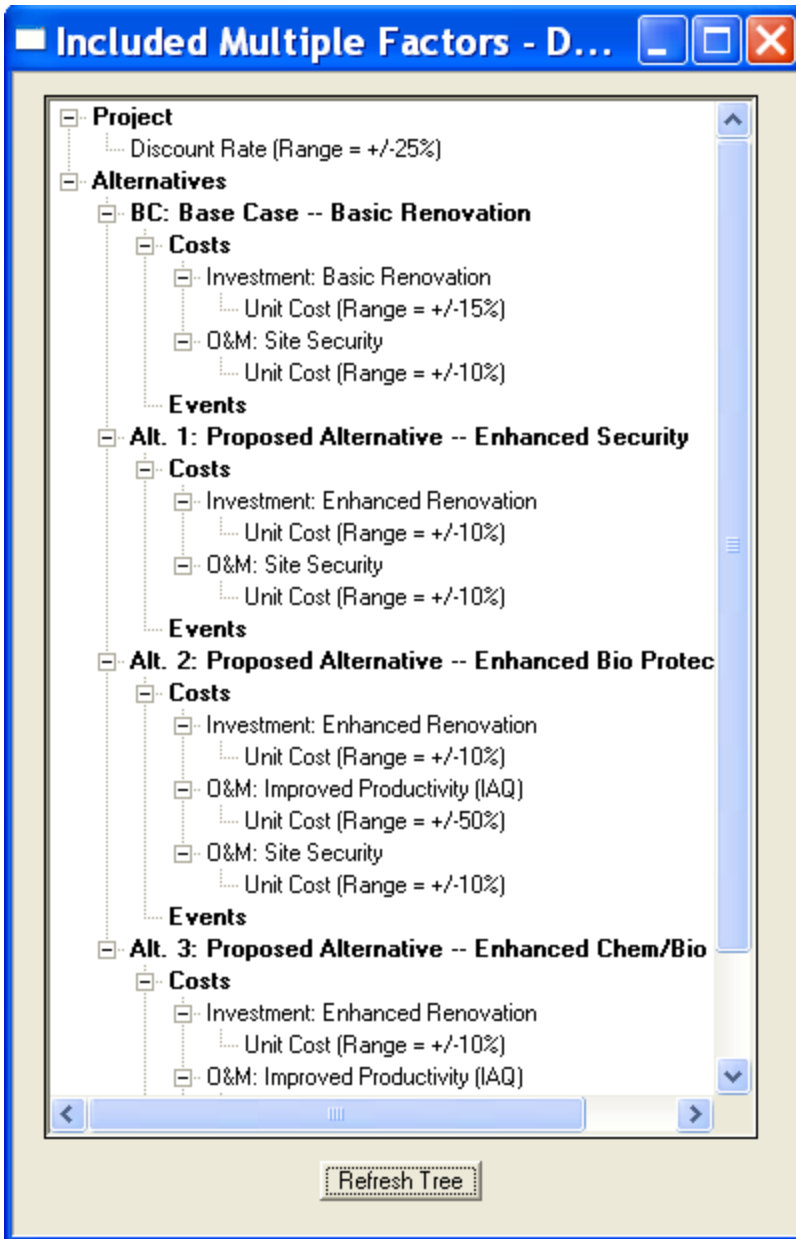 Included Multiple Factors - D...
Project
Discount Rate (Range = +/-25%)
Alternatives
BC: Base Case -- Basic Renovation
Costs
Investment: Basic Renovation
Unit Cost (Range = +/-15%)
O&M: Site Security
Unit Cost (Range = +/-10%)
Events
Alt. 1: Proposed Alternative -- Enhanced Security
Costs
Investment: Enhanced Renovation
Unit Cost (Range = +/-10%)
O&M: Site Security
Unit Cost (Range = +/-10%)
Events
Alt. 2: Proposed Alternative -- Enhanced Bio Protec
Costs
Investment: Enhanced Renovation
Unit Cost (Range = +/-10%)
O&M: Improved Productivity (IAQ)
Unit Cost (Range = +/-50%)
O&M: Site Security
Unit Cost (Range = +/-10%)
Events
Alt. 3: Proposed Alternative -- Enhanced Chem/Bio
Costs
Investment: Enhanced Renovation
Unit Cost (Range = +/-10%)
O&M: Improved Productivity (IAQ)
Refresh Tree